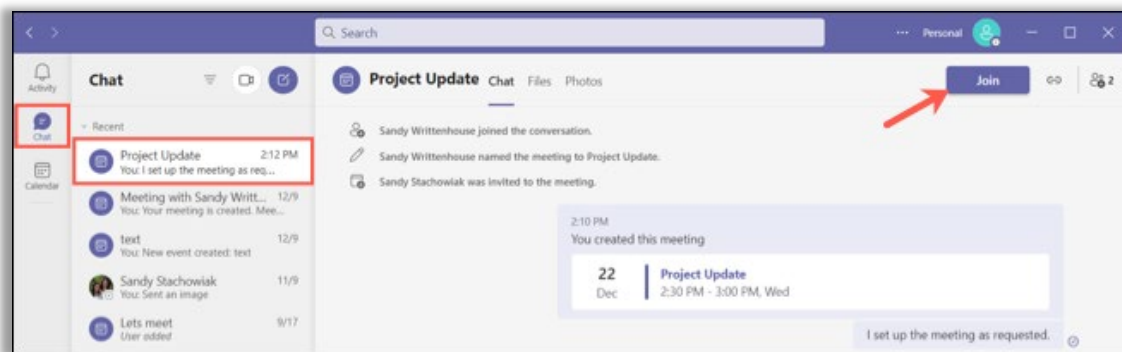 Search
Personal
Activity
Chat
Calendar
Chat
Recent
Project Update 2:12 PM
You: I set up the meeting as req...
Meeting with Sandy Writt... 12/9
You: Your meeting is created. Mee...
text 12/9
You: New event created: text
Sandy Stachowiak 11/9
You: Sent an image
Lets meet 9/17
User added
Project Update Chat Files Photos
Join
2
Sandy Writtenhouse joined the conversation.
Sandy Writtenhouse named the meeting to Project Update.
Sandy Stachowiak was invited to the meeting.
2:10 PM
You created this meeting
22 Project Update
Dec 2:30 PM - 3:00 PM, Wed
I set up the meeting as requested.